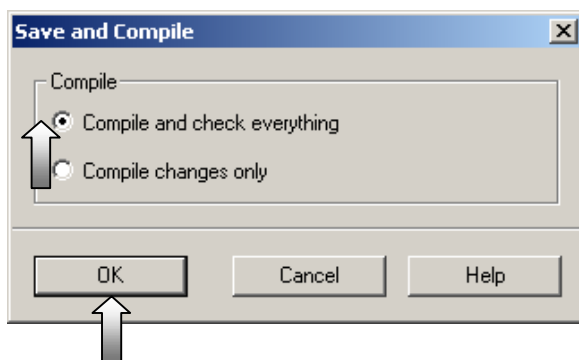 Save and Compile
Compile
Compile and check everything
Compile changes only
OK Cancel Help